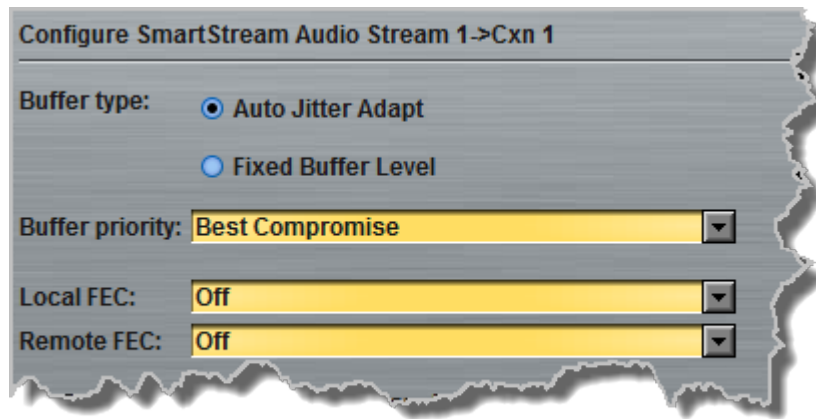 Configure SmartStream Audio Stream 1->Cxn 1
Buffer type:
Auto Jitter Adapt
Fixed Buffer Level
Buffer priority: Best Compromise
Local FEC: Off
Remote FEC: Off